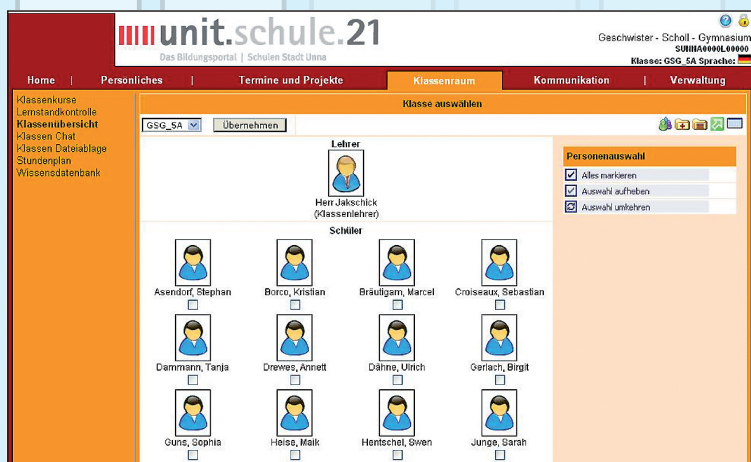 unit.schule.21
Das Bildungsportal | Schulen Stadt Unna
Geschwister - Scholl - Gymnasium
SUNNA0000L00000
Klasse: GSG_5A Sprache:
Home | Persönliches | Termine und Projekte Klassenraum Kommunikation | Verwaltung
Klassenkurse
Lernstandkontrolle
Klassenübersicht
Klassen Chat
Klassen Dateiablage
Stundenplan
Wissensdatenbank
Klasse auswählen
GSG_5A Übernehmen
Lehrer
Herr Jakschick
(Klassenlehrer)
Schüler
Asendorf, Stephan Borco, Kristian Bräutigam, Marcel Croiseaux, Sebastian
Dammann, Tanja Drewes, Annett Dähne, Ulrich Gerlach, Birgit
Guns, Sophia Heise, Maik Hentschel, Swen Junge, Sarah
Personenauswahl
Alles markieren
Auswahl aufheben
Auswahl umkehren